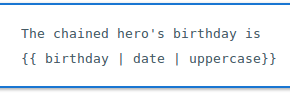 The chained hero's birthday is
{{ birthday | date | uppercase}}